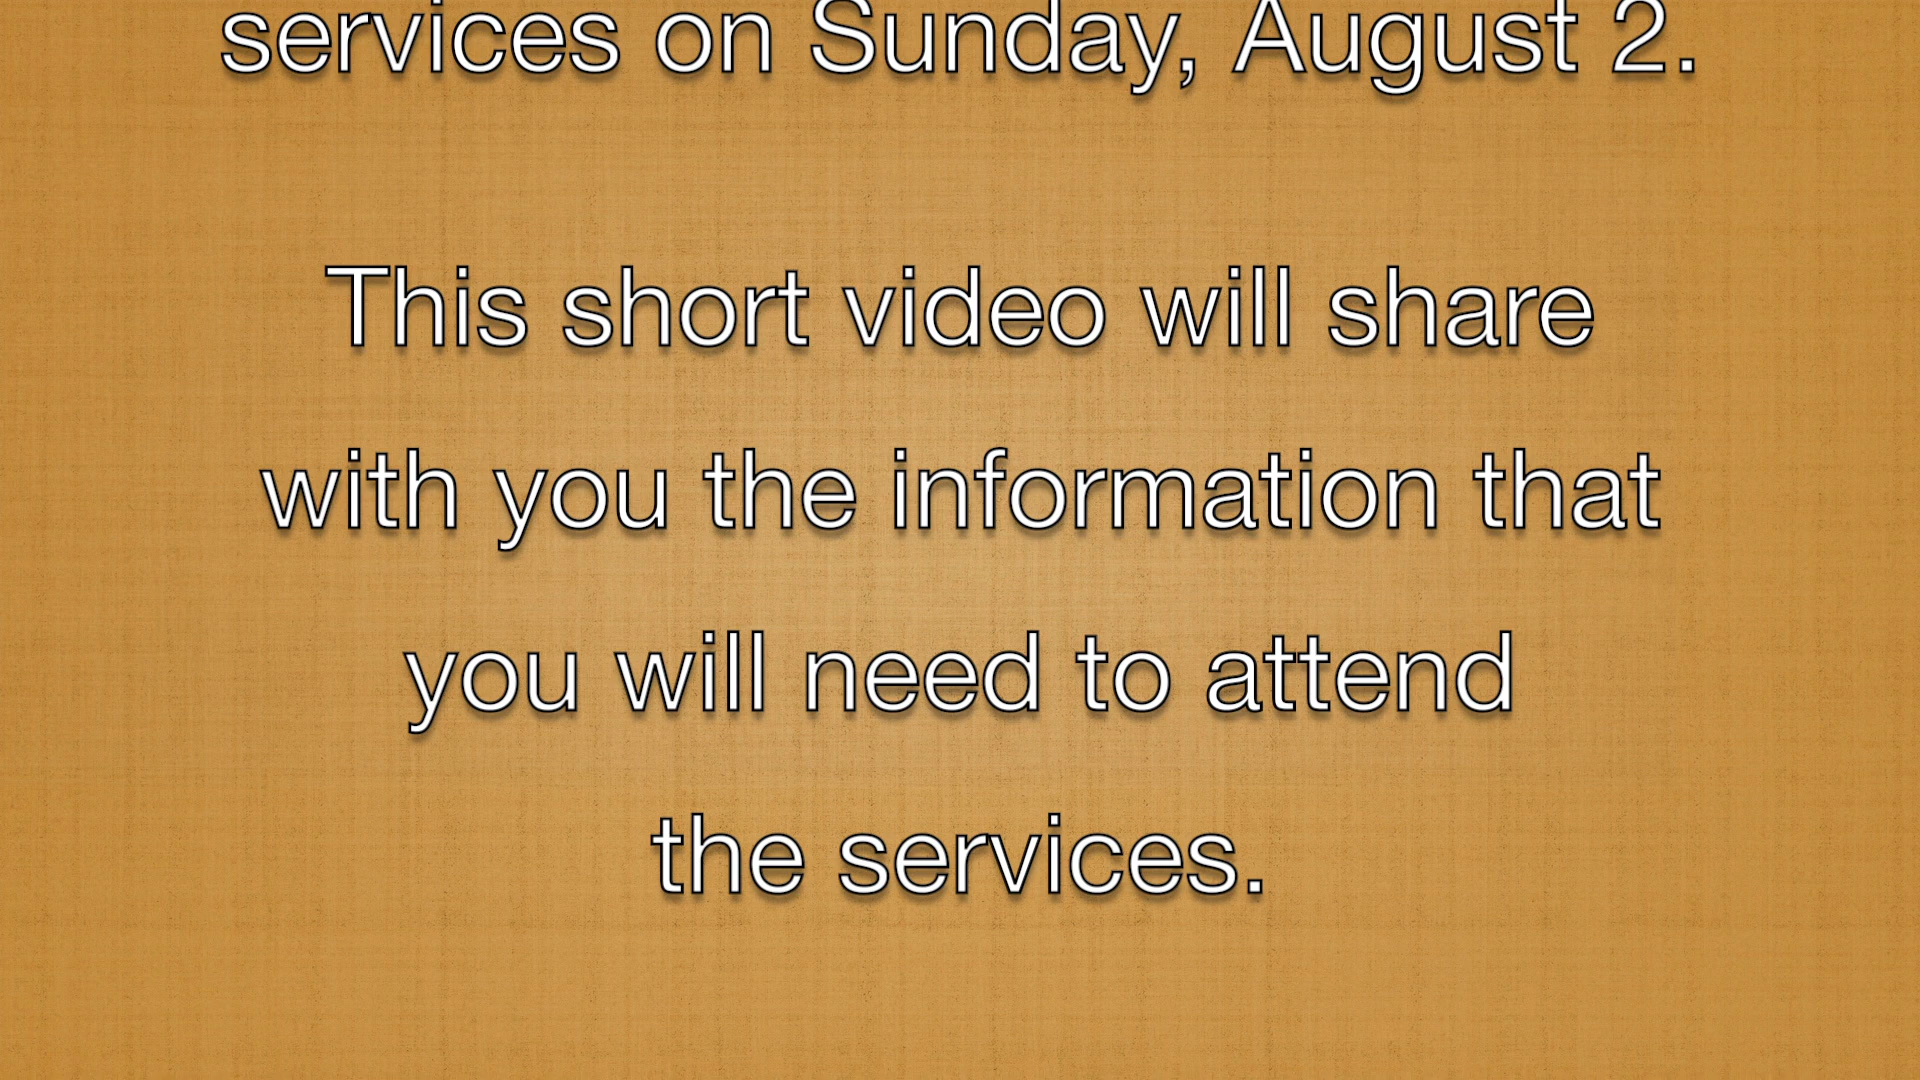 services on Sunday, August 2.
This short video will share
with you the information that
you will need to attend
the services.